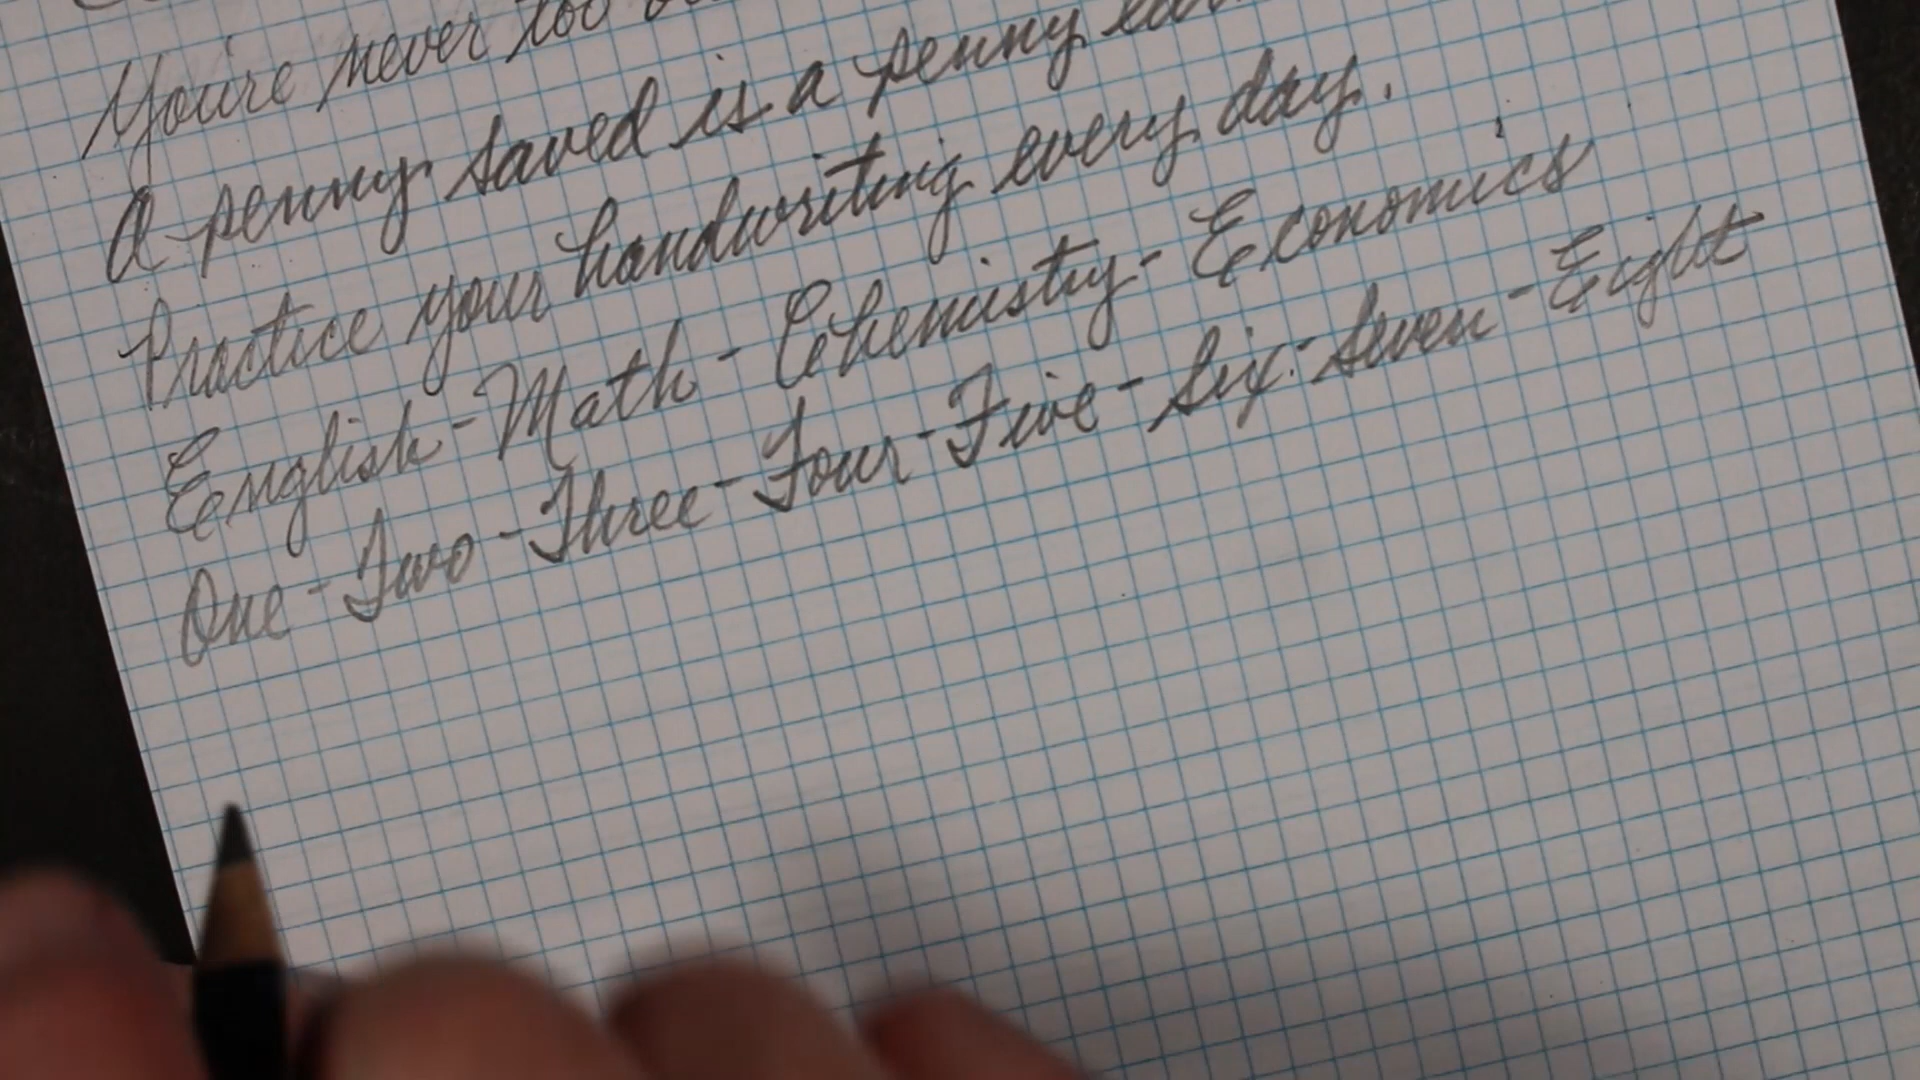 You're never too
A penny saved is a penny
Practice your handwriting every day.
English - Math - Chemistry - Economics
One - Two - Three - Four - Five - Six - Seven - Eight